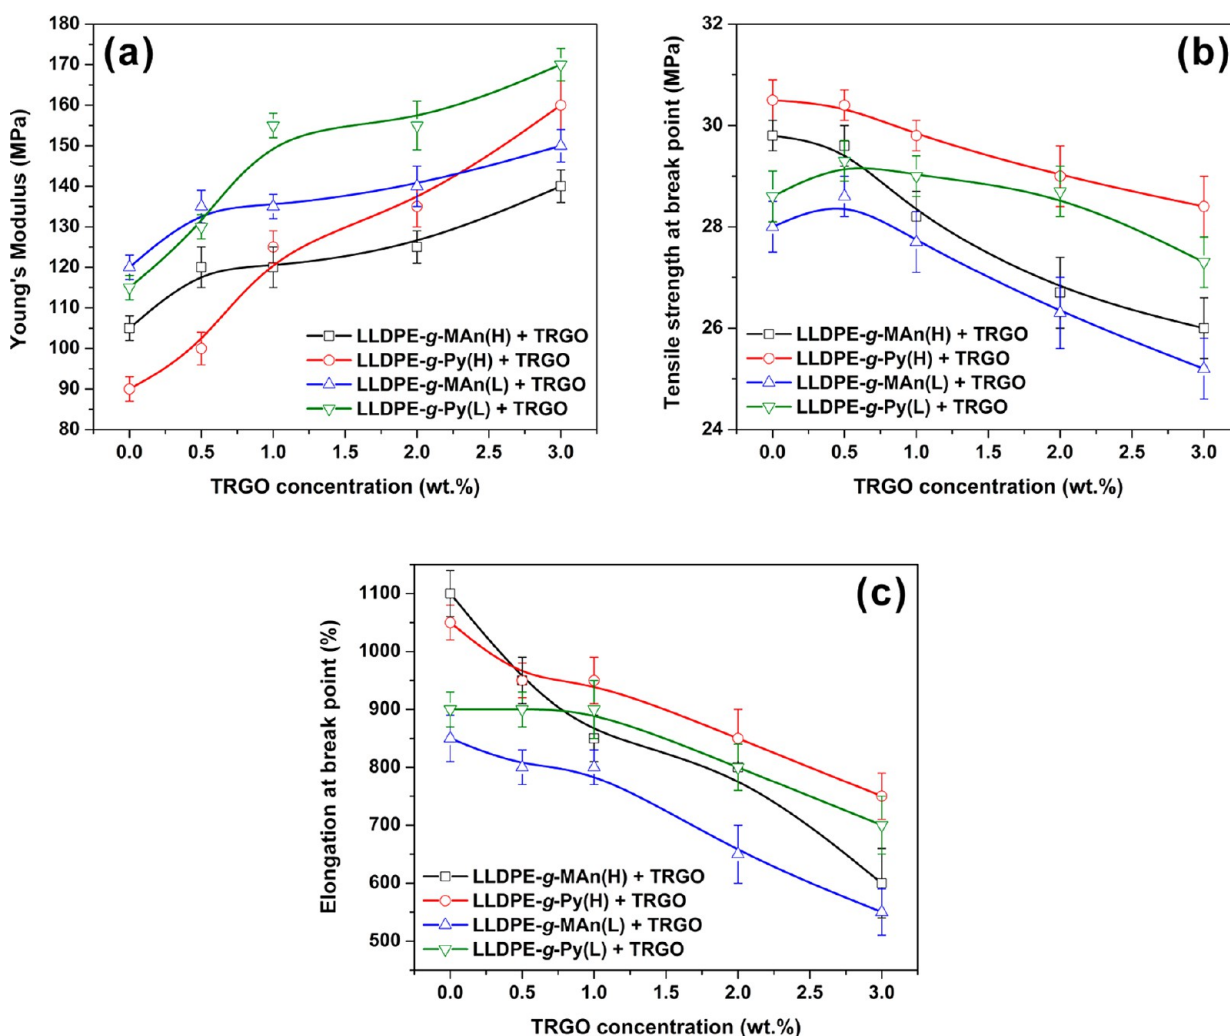 (a)
Young's Modulus (MPa)
180
170
160
150
140
130
120
110
100
90
80
LLDPE-g-MAn(H) + TRGO
LLDPE-g-Py(H) + TRGO
LLDPE-g-MAn(L) + TRGO
LLDPE-g-Py(L) + TRGO
0.0 0.5 1.0 1.5 2.0 2.5 3.0
TRGO concentration (wt.%)
(b)
Tensile strength at break point (MPa)
32
30
28
26
24
LLDPE-g-MAn(H) + TRGO
LLDPE-g-Py(H) + TRGO
LLDPE-g-MAn(L) + TRGO
LLDPE-g-Py(L) + TRGO
0.0 0.5 1.0 1.5 2.0 2.5 3.0
TRGO concentration (wt.%)
(c)
Elongation at break point (%)
1100
1000
900
800
700
600
500
LLDPE-g-MAn(H) + TRGO
LLDPE-g-Py(H) + TRGO
LLDPE-g-MAn(L) + TRGO
LLDPE-g-Py(L) + TRGO
0.0 0.5 1.0 1.5 2.0 2.5 3.0
TRGO concentration (wt.%)